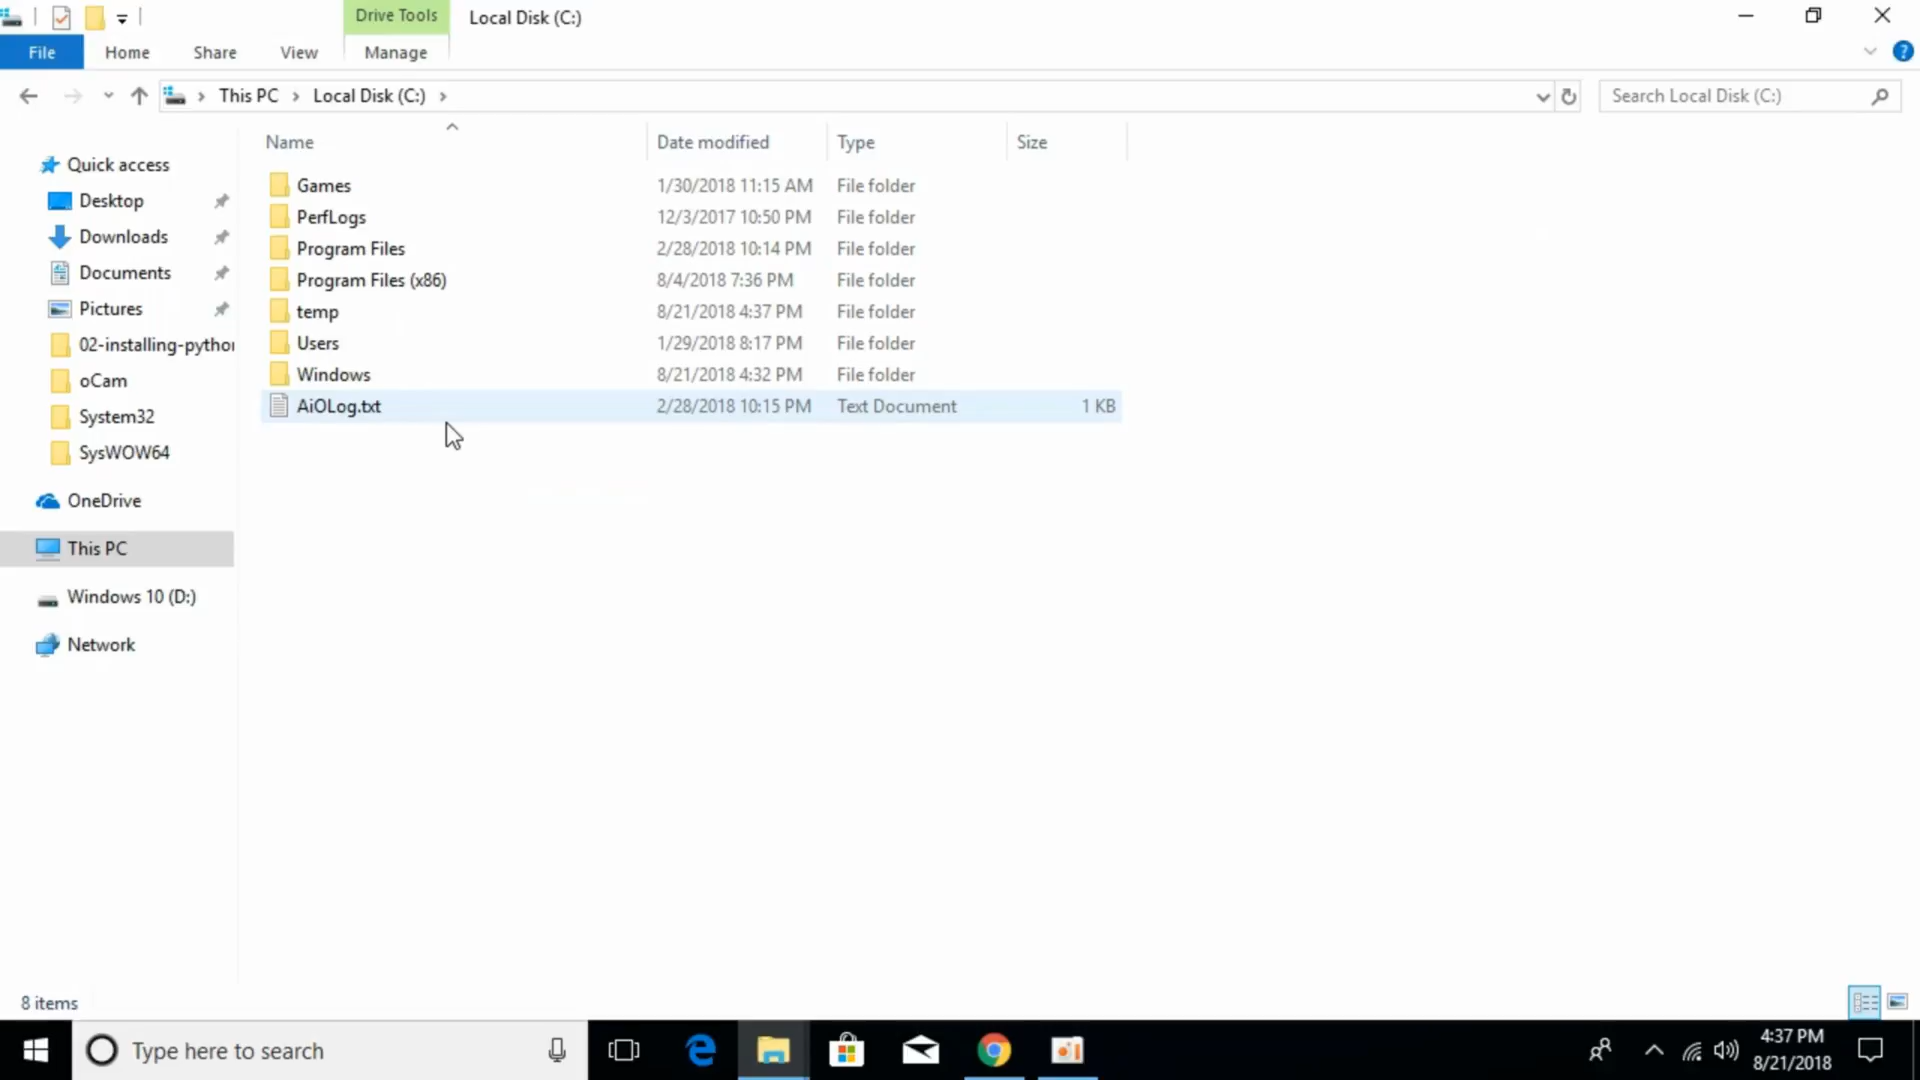 Drive Tools
Local Disk (C:)
File
Home
Share
View
Manage
?
This PC
Local Disk (C:)
Search Local Disk (C:)
Name
Date modified
Type
Size
Quick access
Desktop
Downloads
Documents
Pictures
02-installing-pythor
oCam
System32
SysWOW64
OneDrive
This PC
Windows 10 (D:)
Network
Games 1/30/2018 11:15 AM File folder
PerfLogs 12/3/2017 10:50 PM File folder
Program Files 2/28/2018 10:14 PM File folder
Program Files (x86) 8/4/2018 7:36 PM File folder
temp 8/21/2018 4:37 PM File folder
Users 1/29/2018 8:17 PM File folder
Windows 8/21/2018 4:32 PM File folder
AiOLog.txt 2/28/2018 10:15 PM Text Document 1 KB
8 items
Type here to search
4:37 PM
8/21/2018